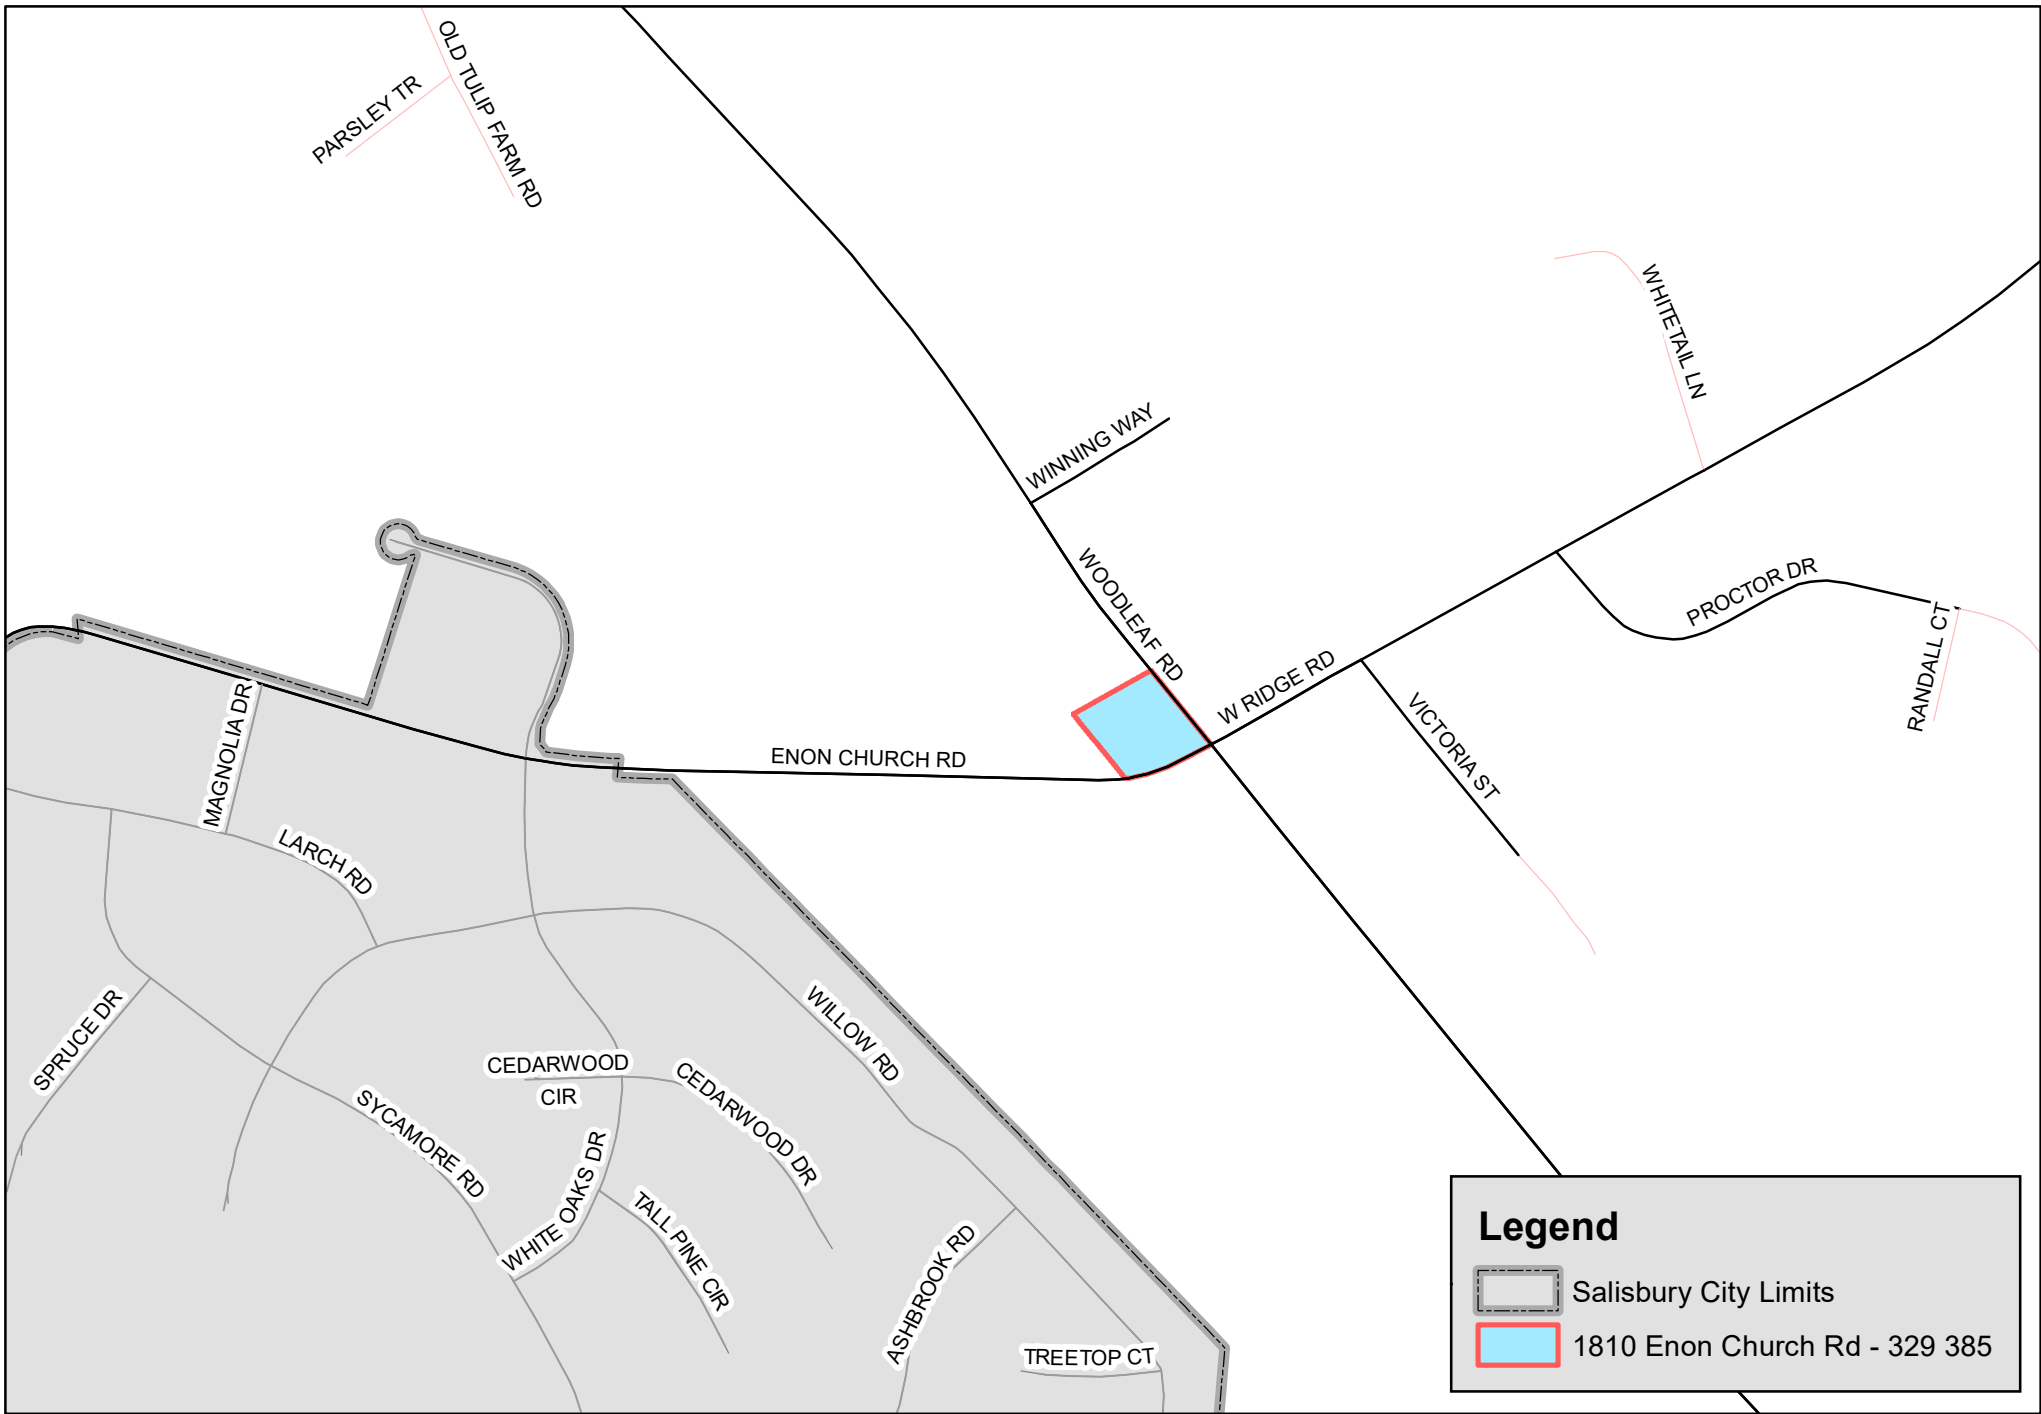 OLD TULIP FARM RD
PARSLEY TR
WHITETAIL LN
WINNING WAY
WOODLEAF RD
PROCTOR DR
RANDALL CT
W RIDGE RD
VICTORIA ST
ENON CHURCH RD
MAGNOLIA DR
LARCH RD
SPRUCE DR
WILLOW RD
CEDARWOOD
CIR
CEDARWOOD DR
SYCAMORE RD
WHITE OAKS DR
TALL PINE CIR
ASHBROOK RD
TREETOP CT
Legend
Salisbury City Limits
1810 Enon Church Rd - 329 385